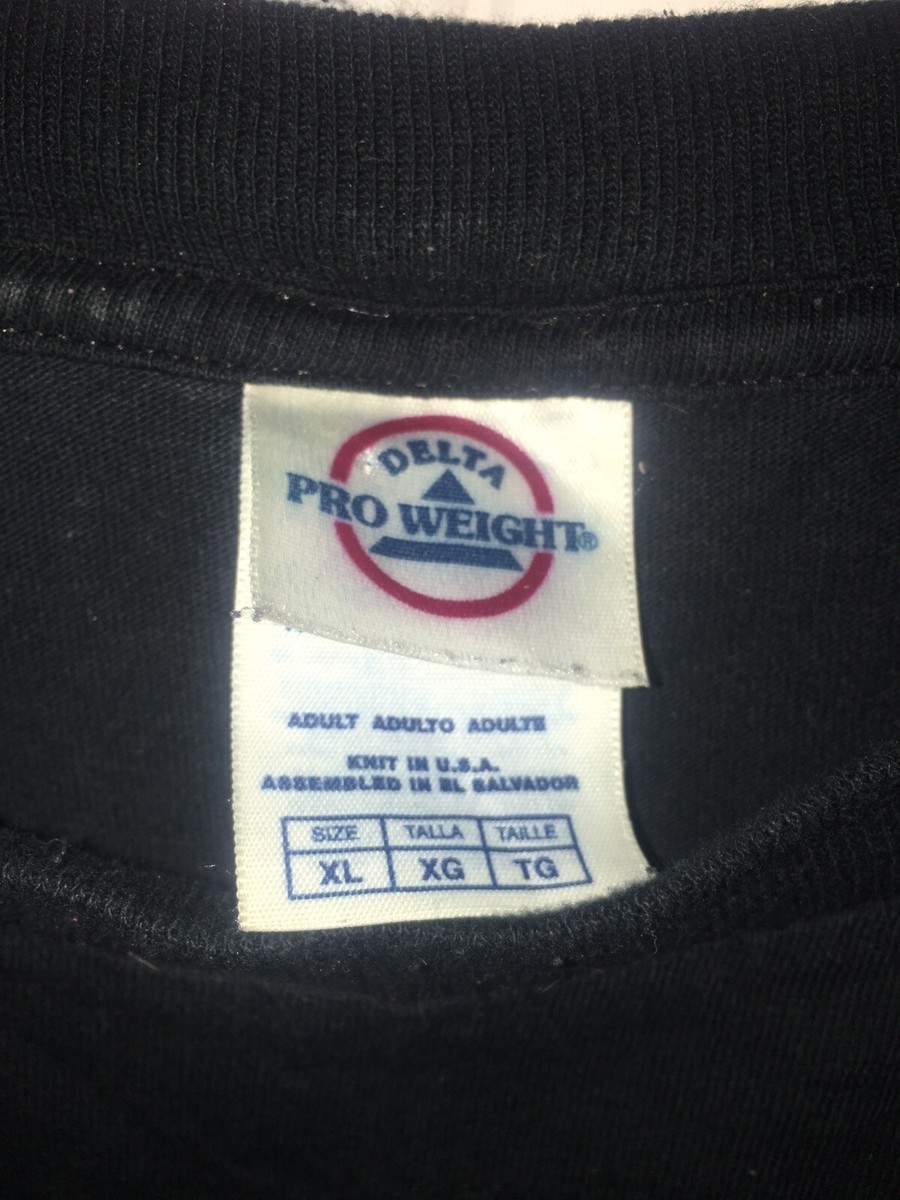 DELTA
PRO WEIGHT®
ADULT ADULTO ADULTE
KNIT IN U.S.A.
ASSEMBLED IN EL SALVADOR
SIZE TALLA TAILLE
XL XG TG